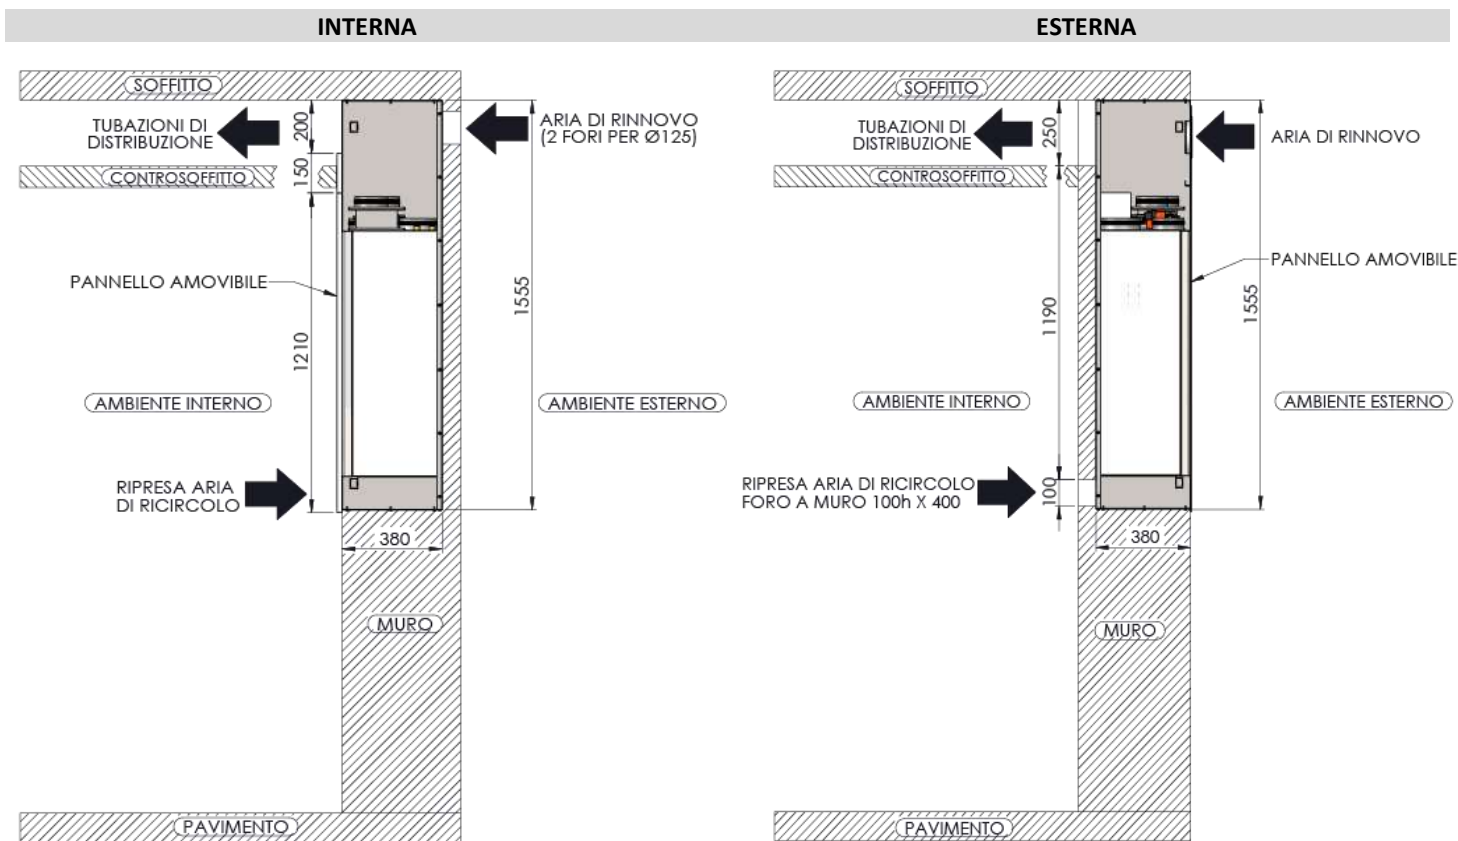 INTERNA
SOFFITTO
TUBAZIONI DI
DISTRIBUZIONE
200
ARIA DI RINNOVO
(2 FORI PER Ø125)
150
CONTROSOFFITTO
PANNELLO AMOVIBILE
1555
1210
AMBIENTE INTERNO
AMBIENTE ESTERNO
RIPRESA ARIA
DI RICIRCOLO
380
MURO
PAVIMENTO
ESTERNA
SOFFITTO
TUBAZIONI DI
DISTRIBUZIONE
250
ARIA DI RINNOVO
CONTROSOFFITTO
PANNELLO AMOVIBILE
1555
1190
AMBIENTE INTERNO
AMBIENTE ESTERNO
RIPRESA ARIA DI RICIRCOLO
FORO A MURO 100h X 400
100
380
MURO
PAVIMENTO